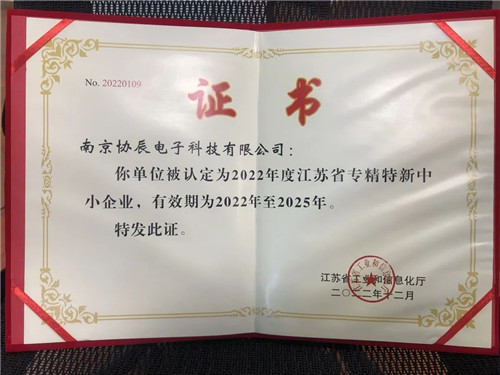 No. 20220109
证书
南京协辰电子科技有限公司：
你单位被认定为2022年度江苏省专精特新中
小企业，有效期为2022年至2025年。
特发此证。
江苏省工业和信息化厅
二〇二二年十二月